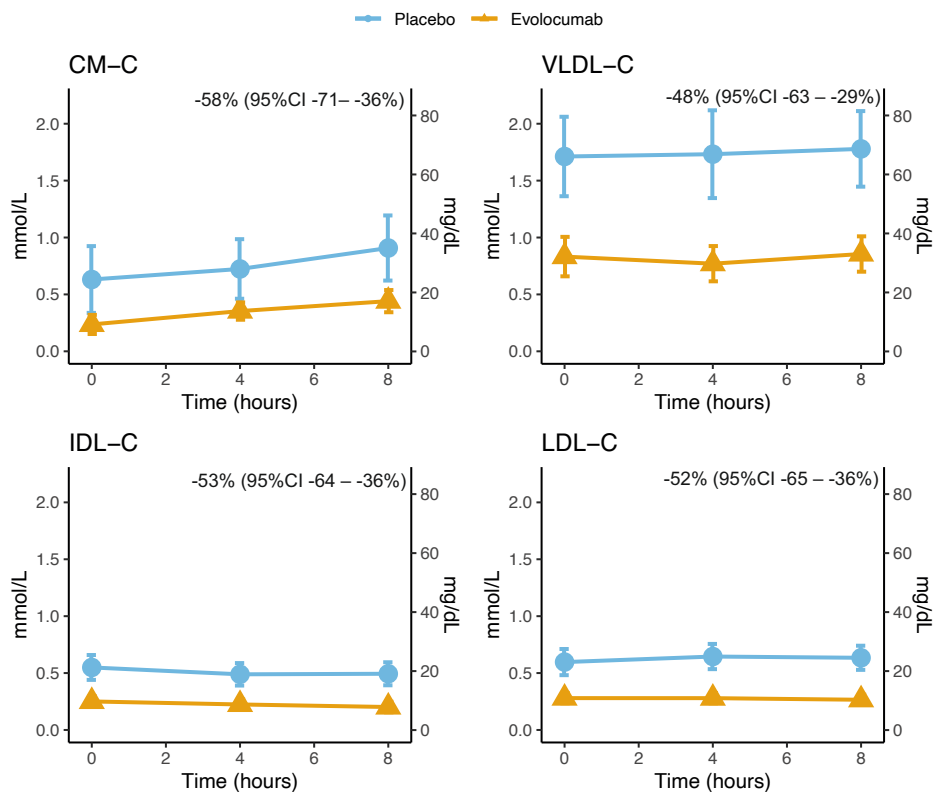 Placebo Evolocumab
CM−C
-58% (95%CI -71– -36%)
2.0
1.5
1.0
0.5
0.0
mmol/L
80
60
40
20
0
mg/dL
0 2 4 6 8
Time (hours)
VLDL−C
-48% (95%CI -63 – -29%)
2.0
1.5
1.0
0.5
0.0
mmol/L
80
60
40
20
0
mg/dL
0 2 4 6 8
Time (hours)
IDL−C
-53% (95%CI -64 – -36%)
2.0
1.5
1.0
0.5
0.0
mmol/L
80
60
40
20
0
mg/dL
0 2 4 6 8
Time (hours)
LDL−C
-52% (95%CI -65 – -36%)
2.0
1.5
1.0
0.5
0.0
mmol/L
80
60
40
20
0
mg/dL
0 2 4 6 8
Time (hours)